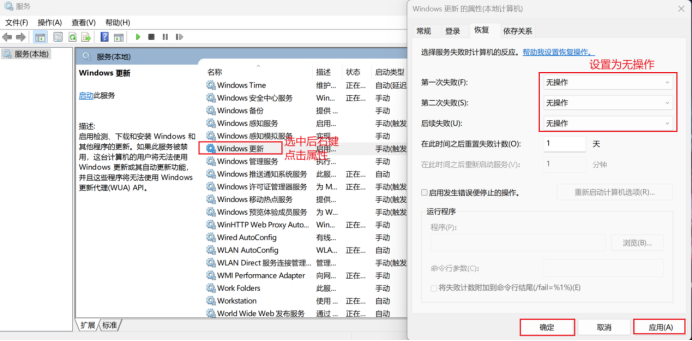 服务
文件(F) 操作(A) 查看(V) 帮助(H)
服务(本地)
服务(本地)
Windows 更新
启动此服务
描述:
启用检测、下载和安装 Windows 和
其他程序的更新。如果此服务被禁
用，这台计算机的用户将无法使用
Windows 更新或其自动更新功能，
并且这些程序将无法使用 Windows
更新代理(WUA) API。
名称 描述 状态 启动类型
Windows Time 维护... 正在... 自动(延迟
Windows 安全中心服务 Win... 正在... 手动
Windows 备份 提供... 手动
Windows 感知服务 启用... 手动(触发
Windows 感知模拟服务 实现... 手动
Windows 更新 启用... 手动(触发
Windows 管理服务 执行... 手动
Windows 推送通知系统服务 此服... 正在... 自动
Windows 许可证管理器服务 为 M... 正在... 手动(触发
Windows 移动热点服务 提供... 手动(触发
Windows 预览体验成员服务 为 W... 手动(触发
WinHTTP Web Proxy Auto... WinH... 正在... 手动
Wired AutoConfig 有线... 手动
WLAN AutoConfig WLA... 正在... 自动
WLAN Direct 服务连接管理... 管理... 手动(触发
WMI Performance Adapter 向网... 手动
Work Folders 此服... 手动
Workstation 使用 ... 正在... 自动
World Wide Web 发布服务 通过 ... 正在... 自动
选中后右键
点击属性
扩展 标准
Windows 更新 的属性(本地计算机)
常规 登录 恢复 依存关系
选择服务失败时计算机的反应。帮助我设置恢复操作。
设置为无操作
第一次失败(F): 无操作
第二次失败(S): 无操作
后续失败(U): 无操作
在此时间之后重置失败计数(O): 1 天
在此时间之后重新启动服务(V): 1 分钟
启用发生错误便停止的操作。 重新启动计算机选项(R)...
运行程序
程序(P):
浏览(B)...
命令行参数(C):
将失败计数附加到命令行结尾(/fail=%1%)(E)
确定 取消 应用(A)